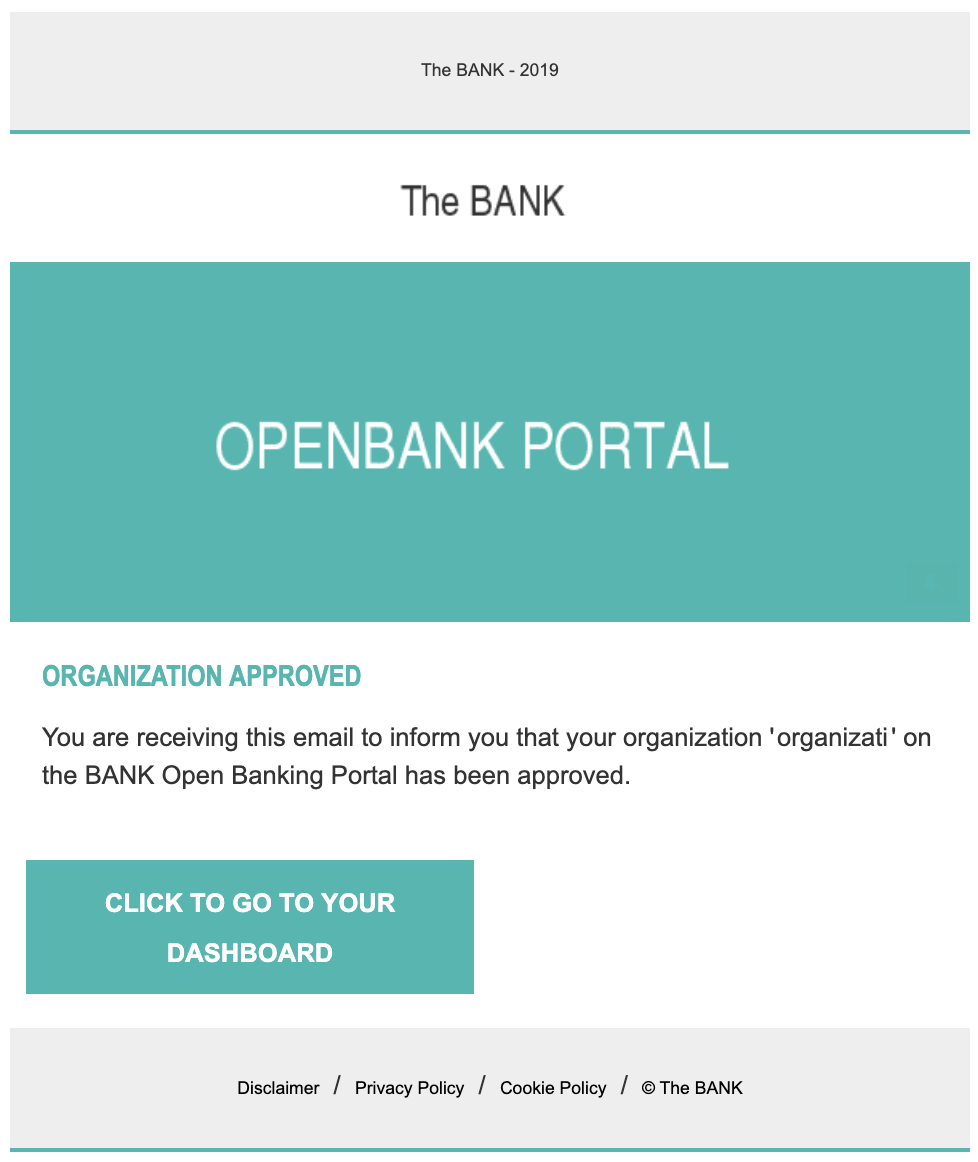 The BANK - 2019
The BANK
OPENBANK PORTAL
ORGANIZATION APPROVED
You are receiving this email to inform you that your organization 'organizati' on
the BANK Open Banking Portal has been approved.
CLICK TO GO TO YOUR
DASHBOARD
Disclaimer / Privacy Policy / Cookie Policy / © The BANK